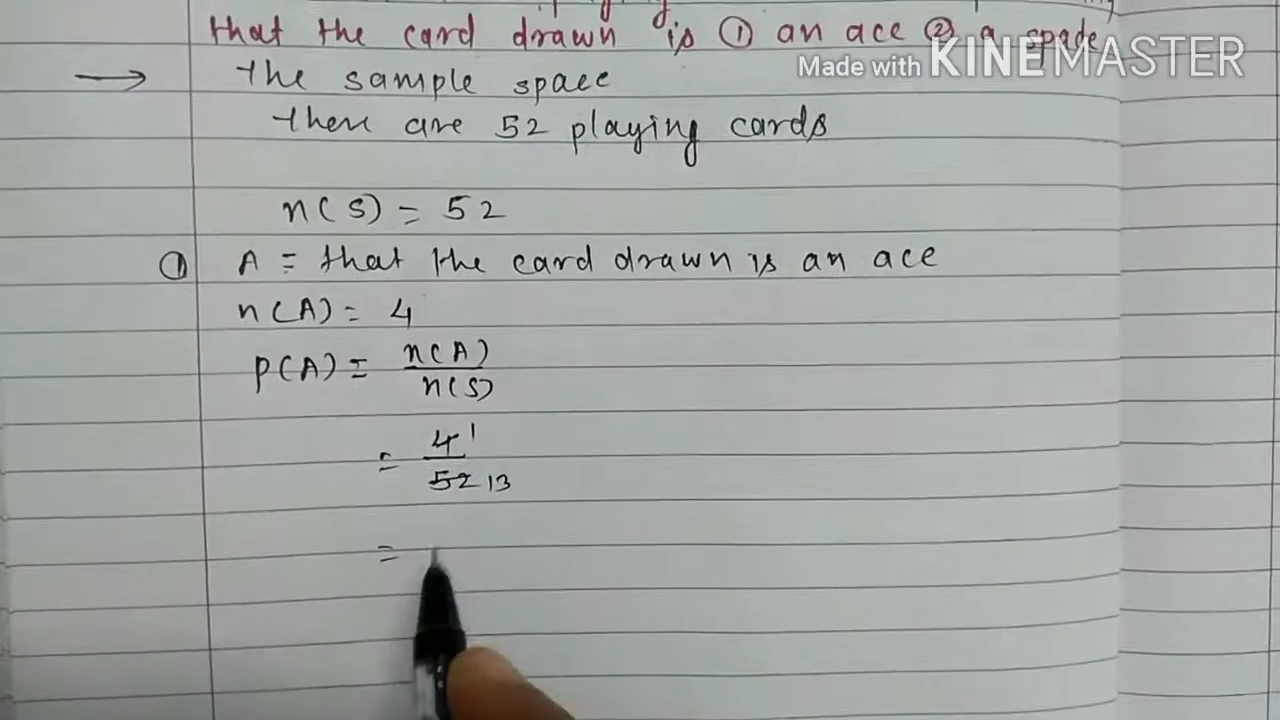 that the card drawn is ① an ace ② a spade
Made with KINEMASTER
→ The sample space
there are 52 playing cards
n(S) = 52
① A = that the card drawn is an ace
n(A) = 4
P(A) = n(A)
n(S)
= 4 1
52 13
=